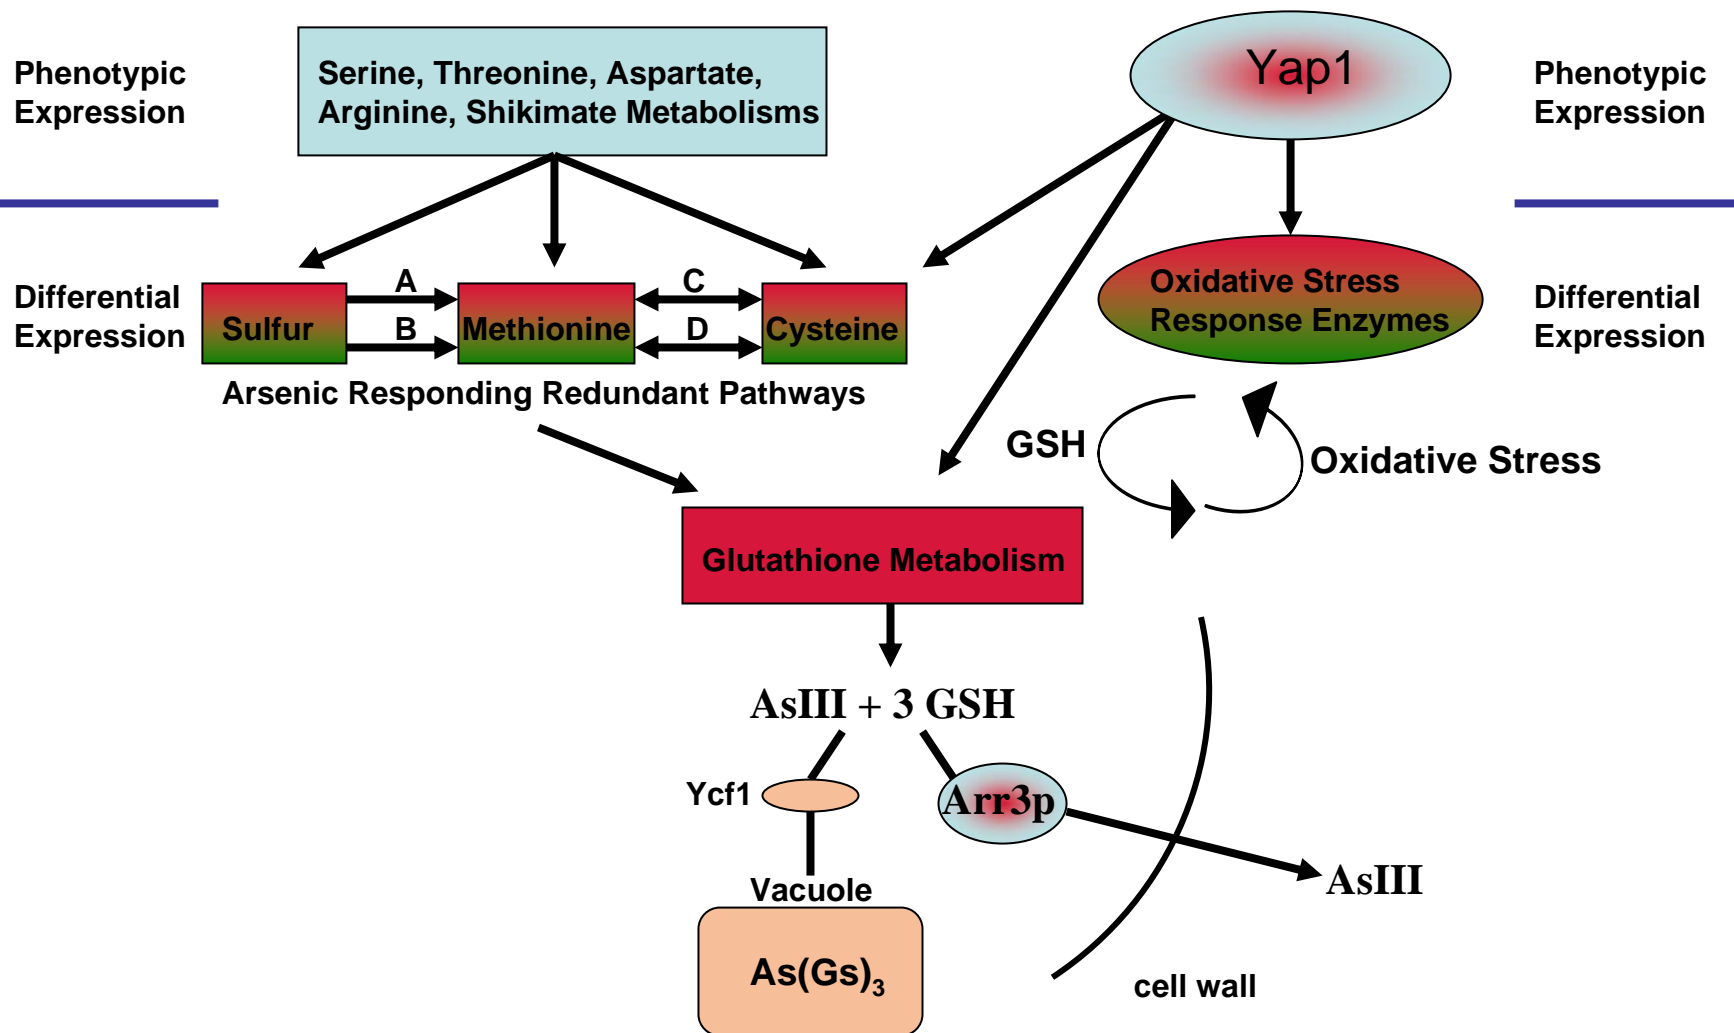 Phenotypic
Expression
Serine, Threonine, Aspartate,
Arginine, Shikimate Metabolisms
Yap1
Phenotypic
Expression
Differential
Expression
Sulfur
A
B
Methionine
C
D
Cysteine
Oxidative Stress
Response Enzymes
Differential
Expression
Arsenic Responding Redundant Pathways
GSH
Oxidative Stress
Glutathione Metabolism
AsIII + 3 GSH
Ycf1
Arr3p
AsIII
Vacuole
As(Gs)₃
cell wall